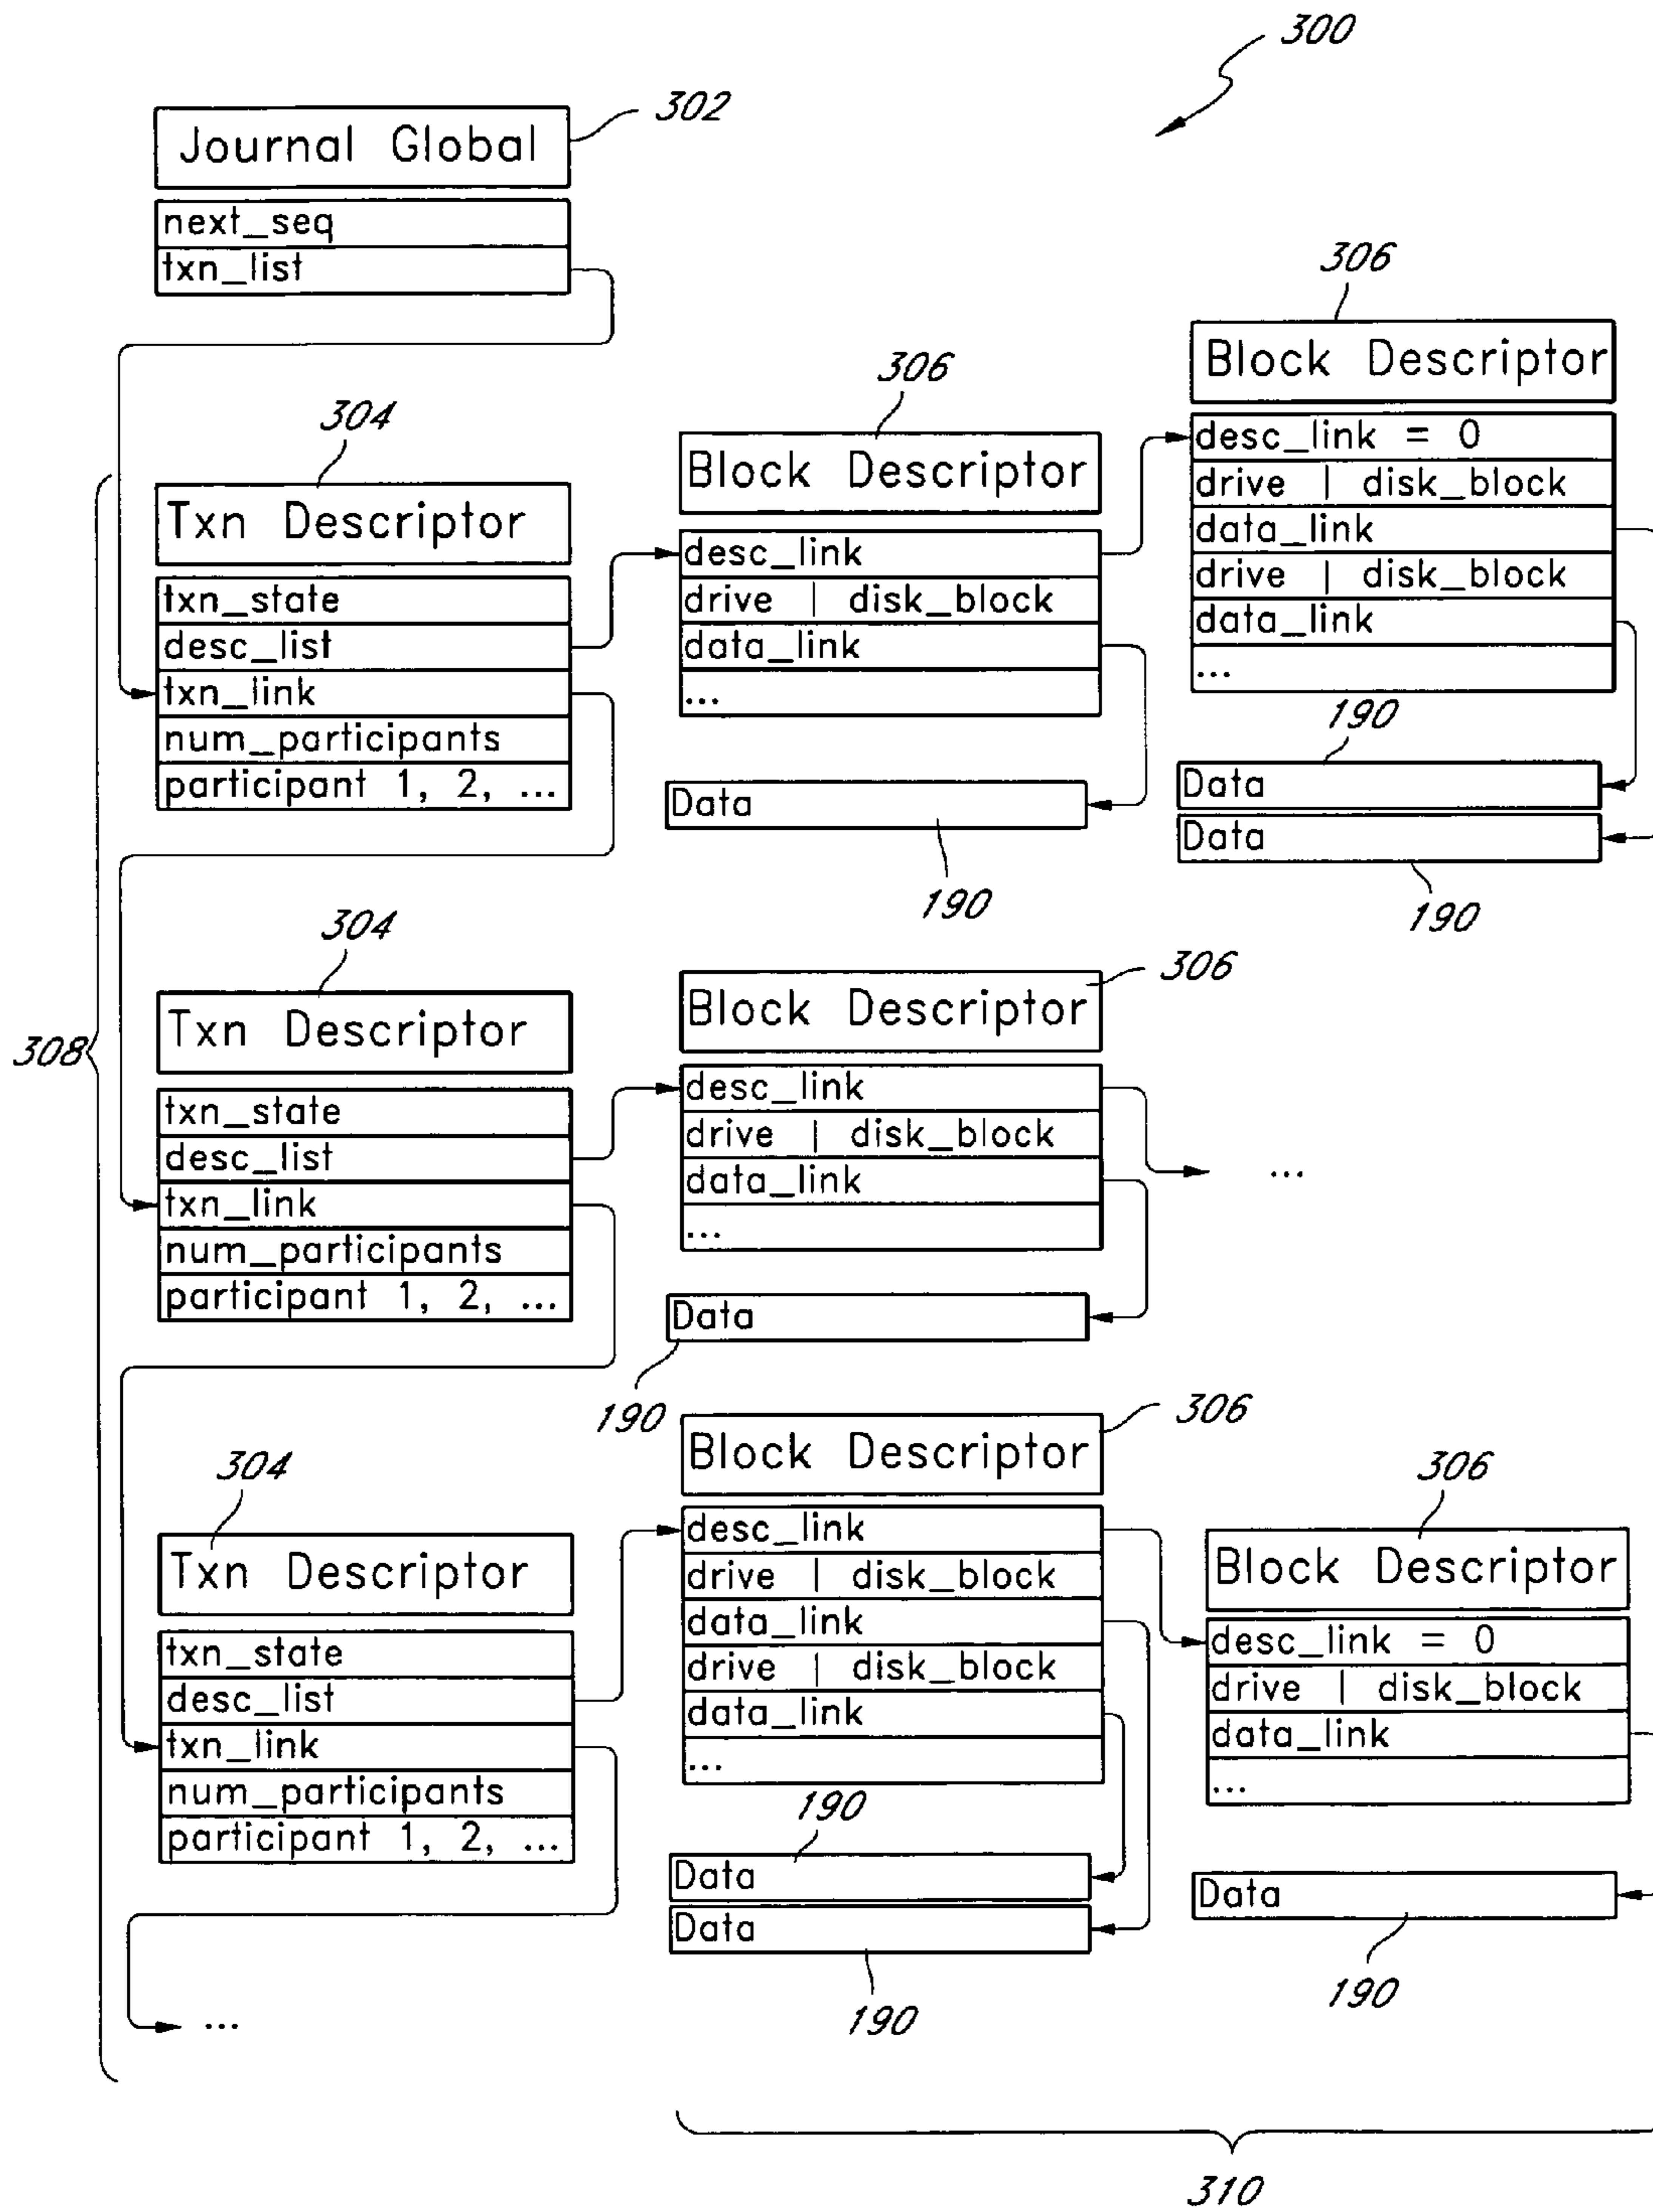 300
302
Journal Global
next_seq
txn_list
306
Block Descriptor
desc_link = 0
drive | disk_block
data_link
drive | disk_block
data_link
...
190
Data
Data
190
306
Block Descriptor
desc_link
drive | disk_block
data_link
...
Data
190
304
Txn Descriptor
txn_state
desc_list
txn_link
num_participants
participant 1, 2, ...
308
304
Txn Descriptor
txn_state
desc_list
txn_link
num_participants
participant 1, 2, ...
306
Block Descriptor
desc_link
drive | disk_block
data_link
...
...
Data
190
304
Txn Descriptor
txn_state
desc_list
txn_link
num_participants
participant 1, 2, ...
...
306
Block Descriptor
desc_link
drive | disk_block
data_link
drive | disk_block
data_link
...
190
Data
Data
190
306
Block Descriptor
desc_link = 0
drive | disk_block
data_link
...
Data
190
310